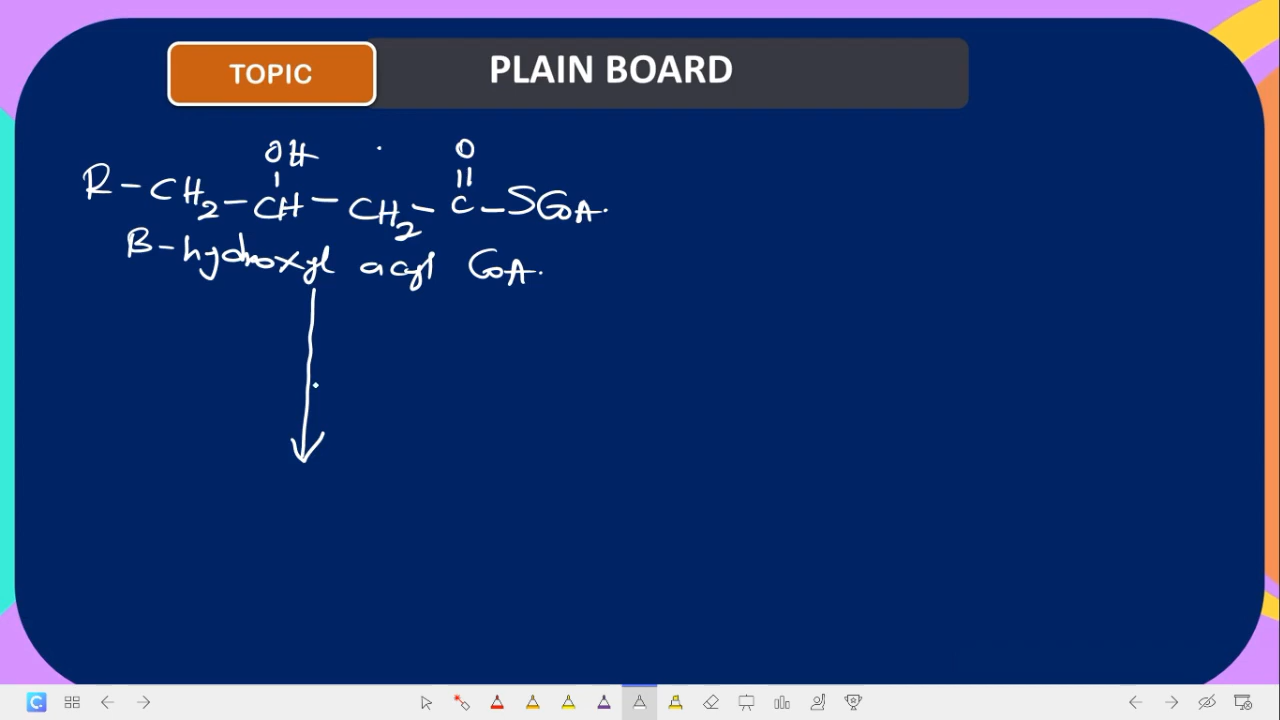 TOPIC
PLAIN BOARD
OH O
R-CH2-CH-CH2-C-SCoA.
B-hydroxyl acyl CoA.